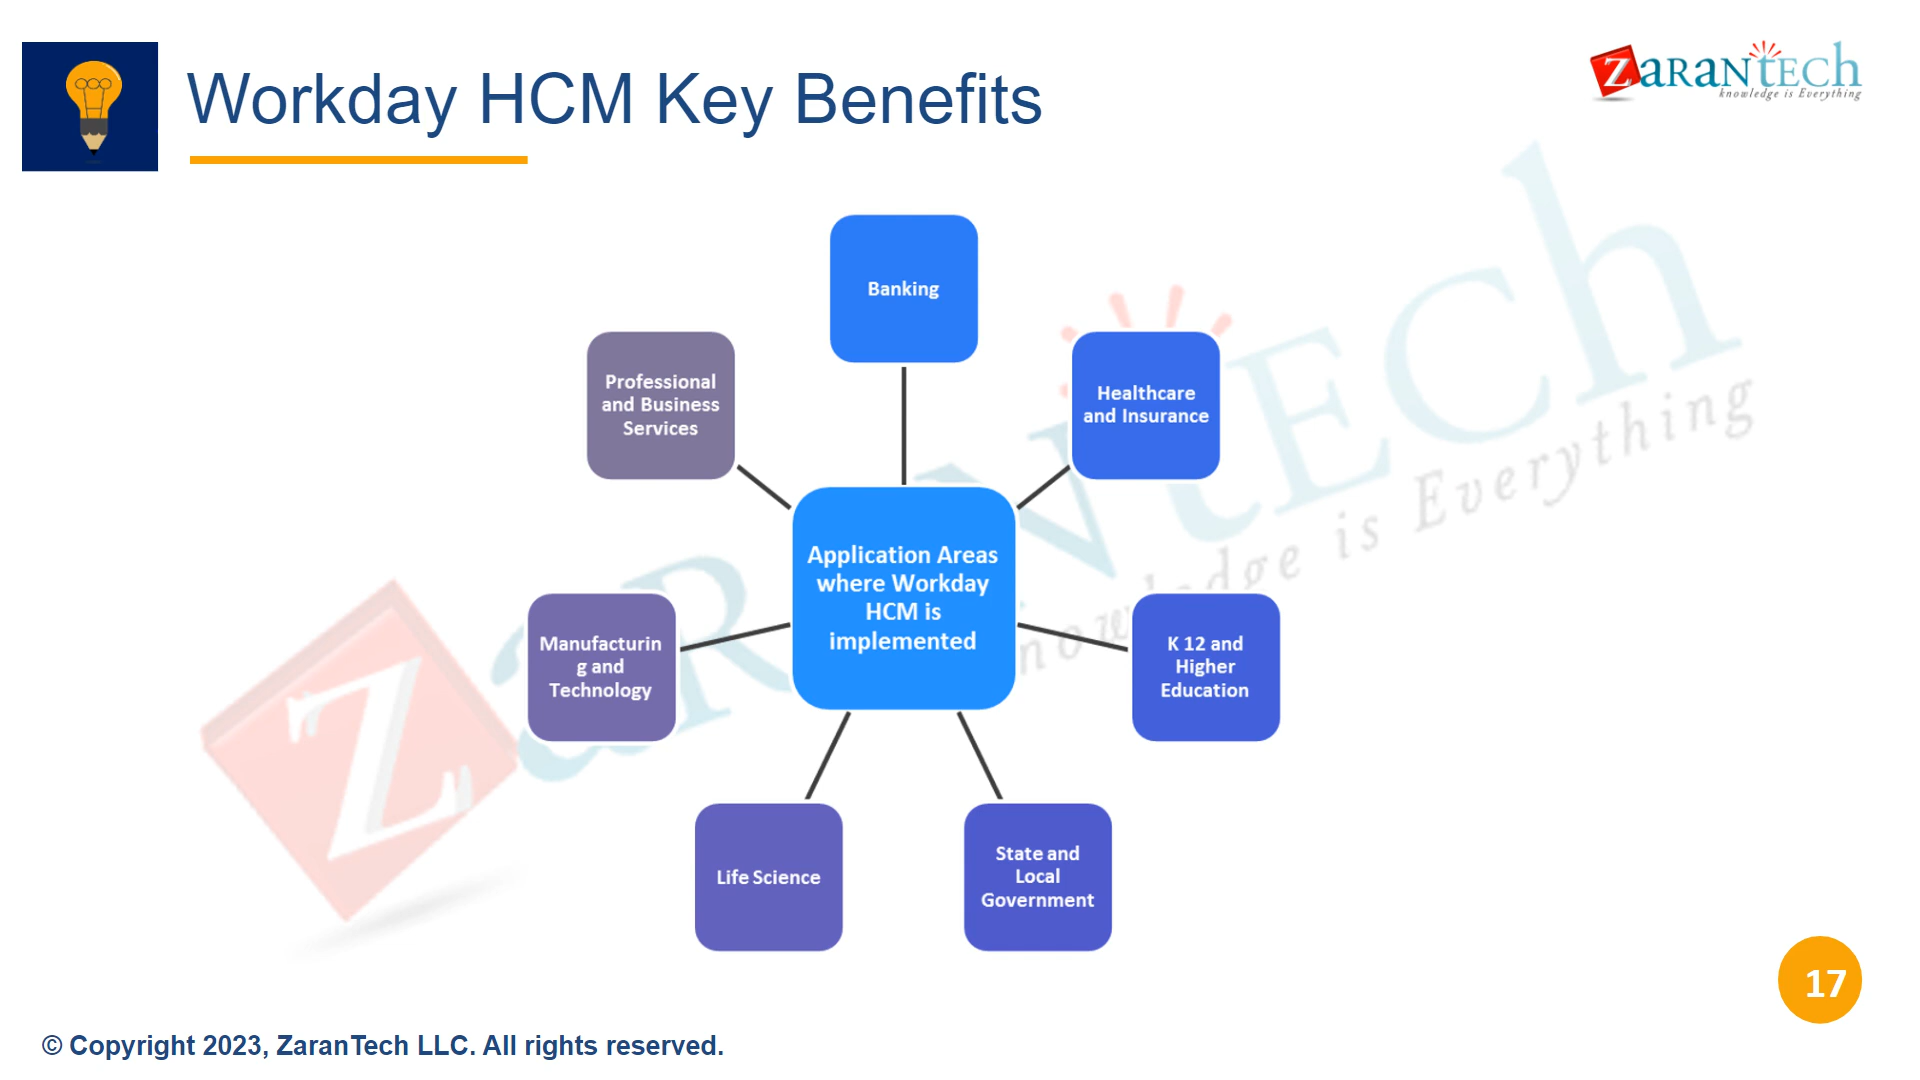 Workday HCM Key Benefits
ZARANTECH
knowledge is Everything
Banking
Professional
and Business
Services
Healthcare
and Insurance
Application Areas
where Workday
HCM is
implemented
Manufacturin
g and
Technology
K 12 and
Higher
Education
Life Science
State and
Local
Government
17
© Copyright 2023, ZaranTech LLC. All rights reserved.